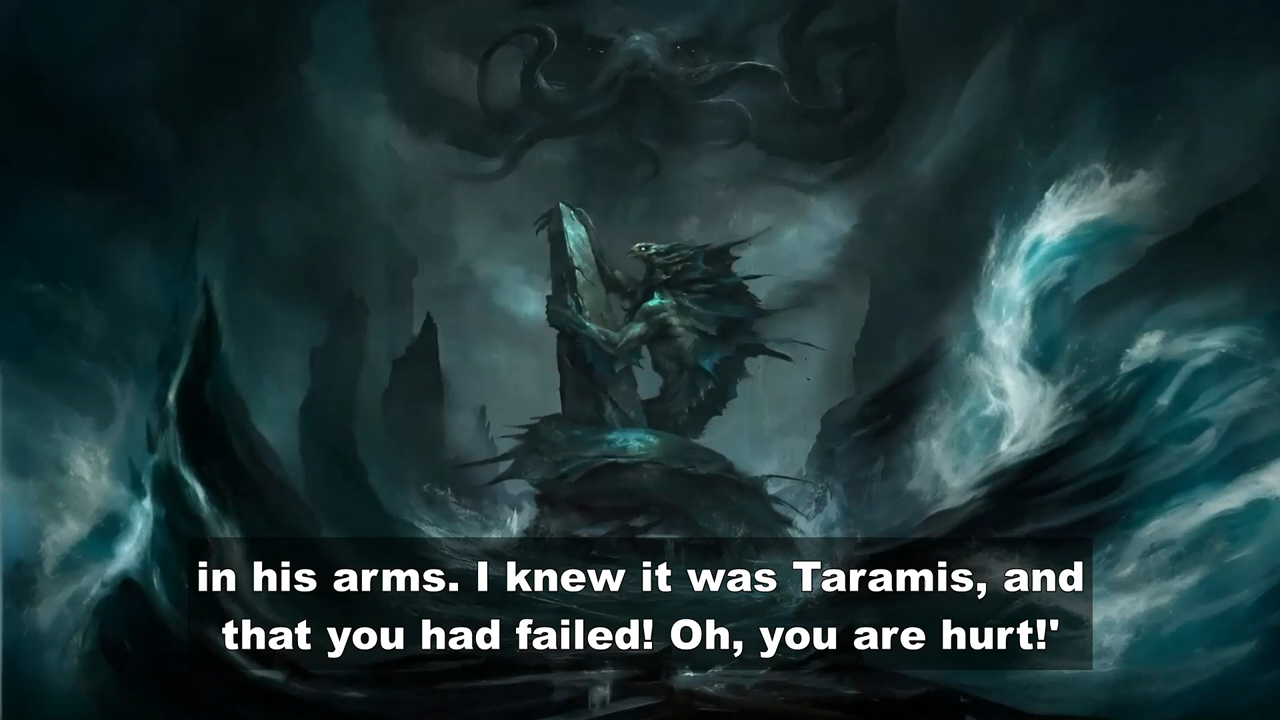 in his arms. I knew it was Taramis, and
that you had failed! Oh, you are hurt!'